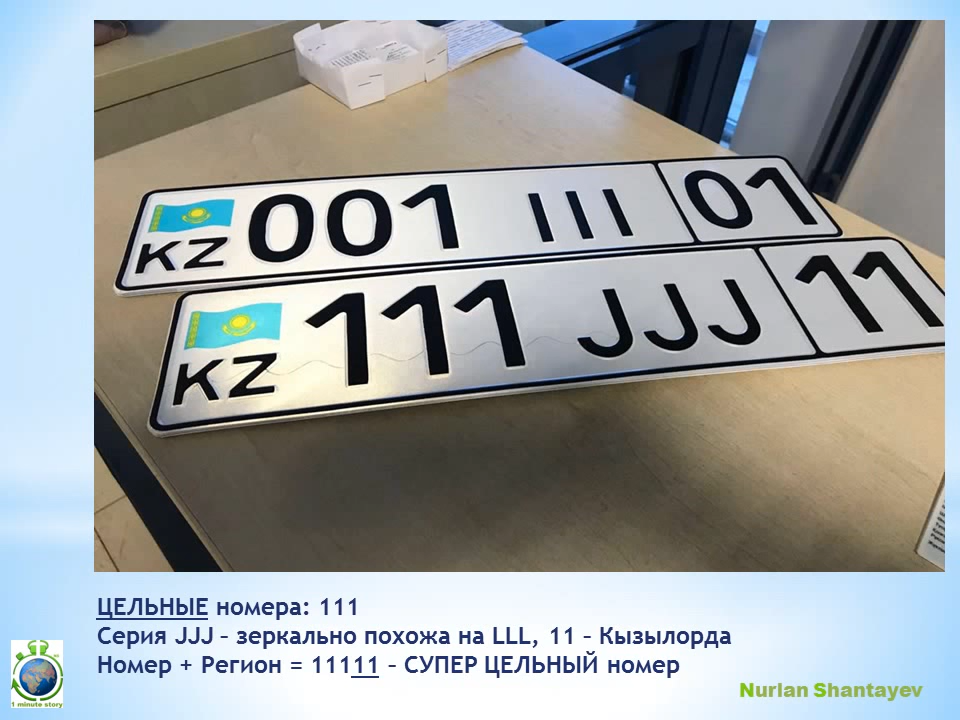 001 III 01
KZ
111 JJJ 11
KZ
ЦЕЛЬНЫЕ номера: 111
Серия JJJ – зеркально похожа на LLL, 11 – Кызылорда
Номер + Регион = 11111 – СУПЕР ЦЕЛЬНЫЙ номер
1 minute story
Nurlan Shantayev